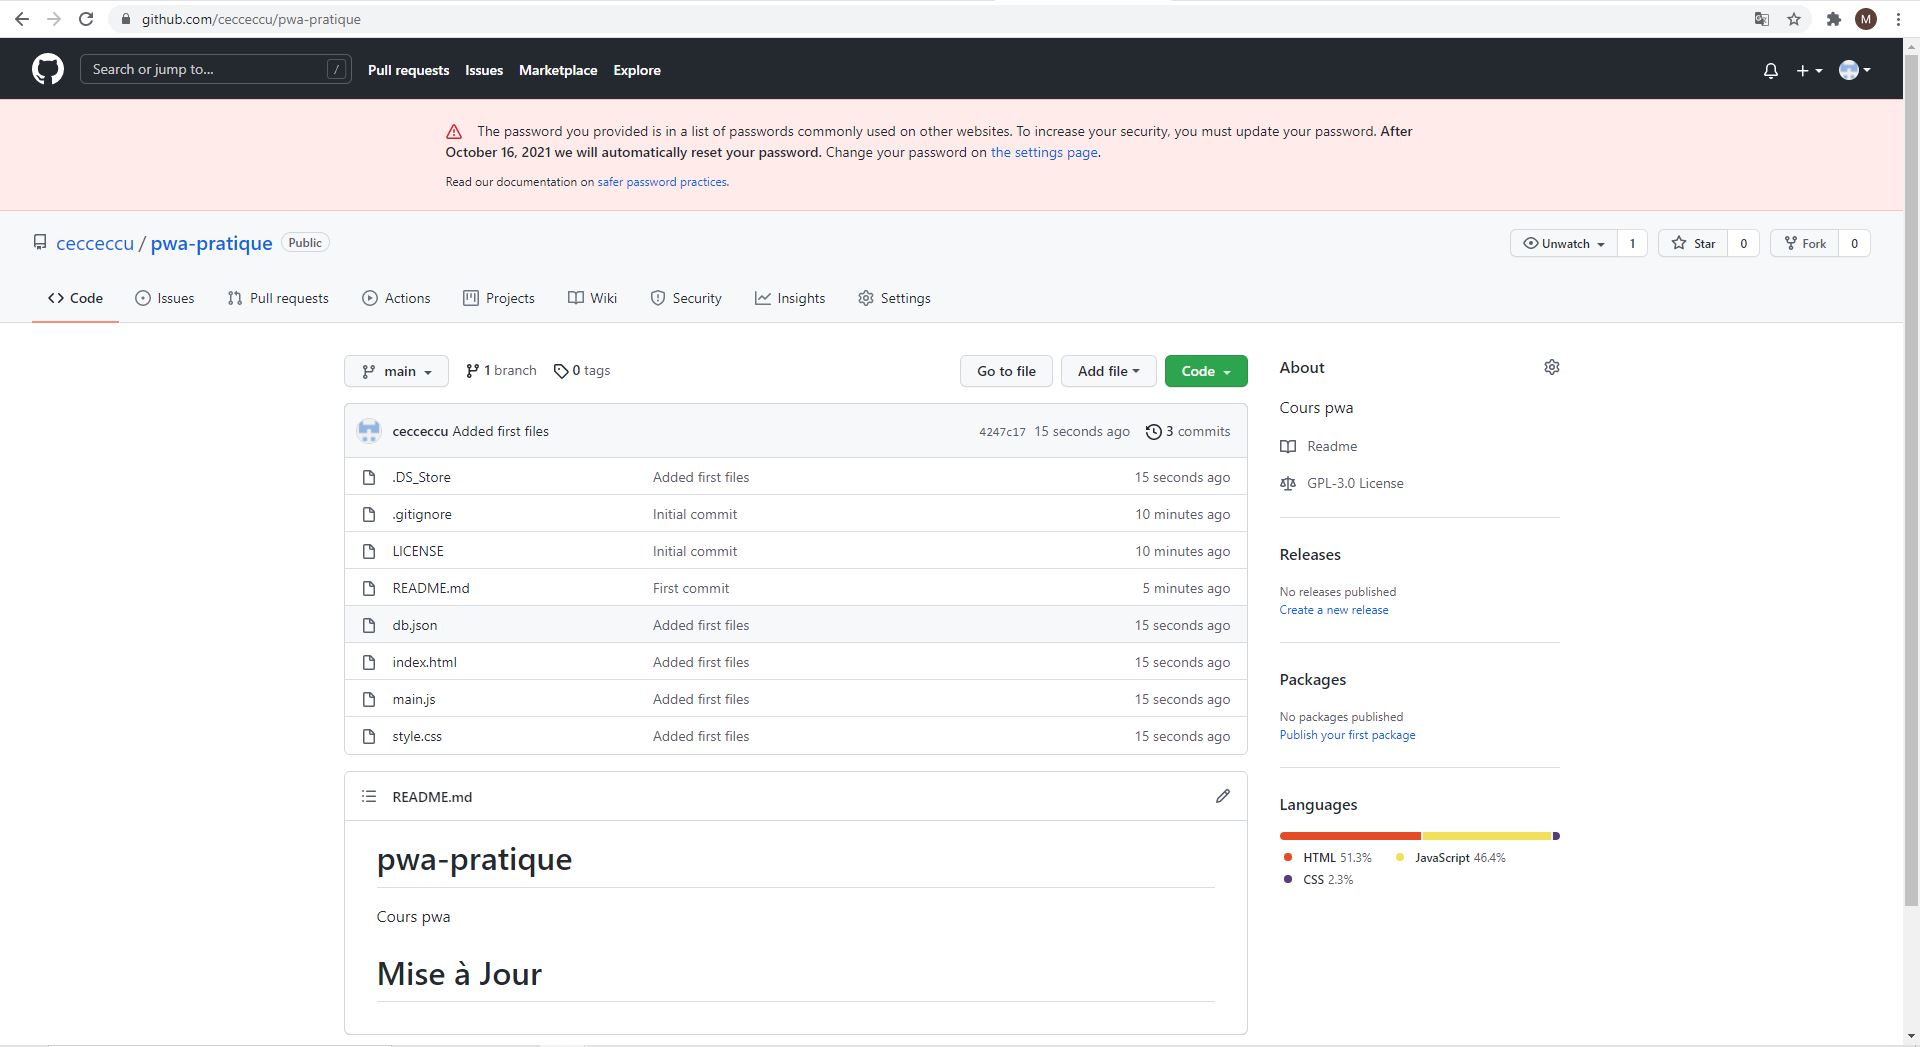 github.com/cecceccu/pwa-pratique
M
Search or jump to... /
Pull requests Issues Marketplace Explore
The password you provided is in a list of passwords commonly used on other websites. To increase your security, you must update your password. After
October 16, 2021 we will automatically reset your password. Change your password on the settings page.
Read our documentation on safer password practices.
cecceccu / pwa-pratique Public
Unwatch 1 Star 0 Fork 0
Code Issues Pull requests Actions Projects Wiki Security Insights Settings
main 1 branch 0 tags Go to file Add file Code
cecceccu Added first files 4247c17 15 seconds ago 3 commits
.DS_Store Added first files 15 seconds ago
.gitignore Initial commit 10 minutes ago
LICENSE Initial commit 10 minutes ago
README.md First commit 5 minutes ago
db.json Added first files 15 seconds ago
index.html Added first files 15 seconds ago
main.js Added first files 15 seconds ago
style.css Added first files 15 seconds ago
README.md
pwa-pratique
Cours pwa
Mise à Jour
About
Cours pwa
Readme
GPL-3.0 License
Releases
No releases published
Create a new release
Packages
No packages published
Publish your first package
Languages
HTML 51.3% JavaScript 46.4%
CSS 2.3%